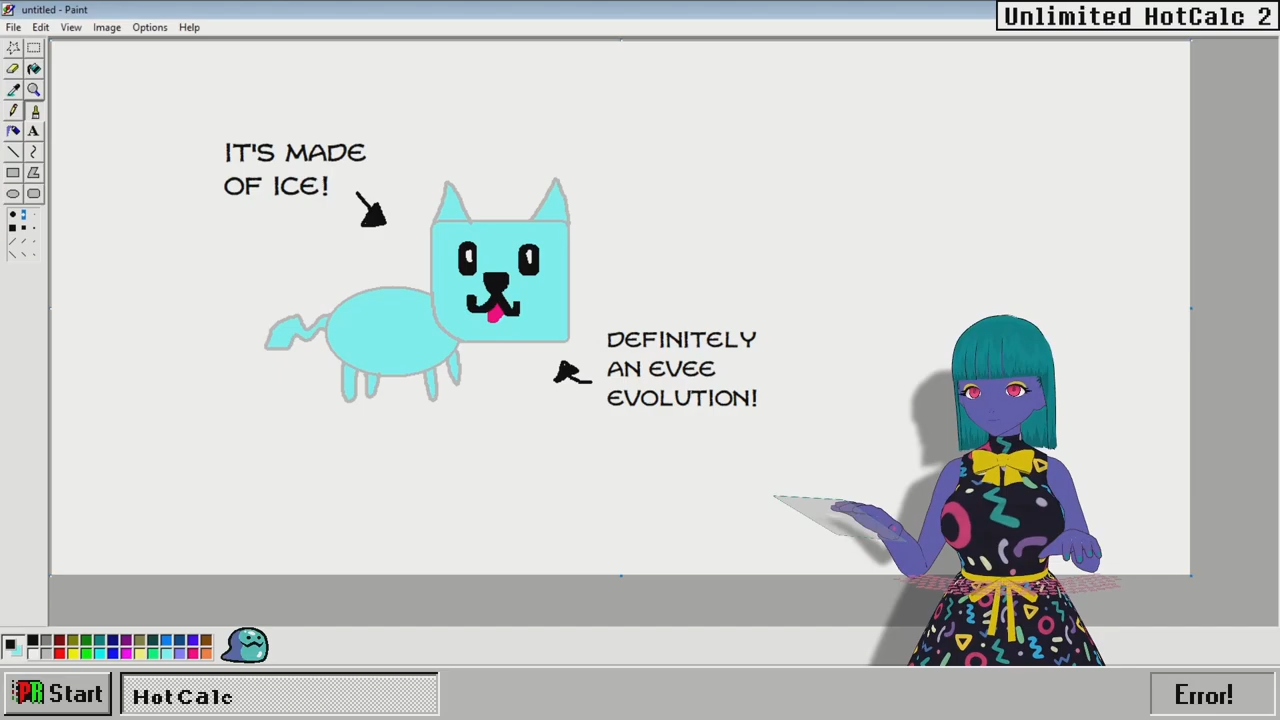 untitled - Paint
Unlimited HotCalc 2
File Edit View Image Options Help
IT'S MADE
OF ICE!
DEFINITELY
AN EVEE
EVOLUTION!
A
PR Start
HotCalc
Error!